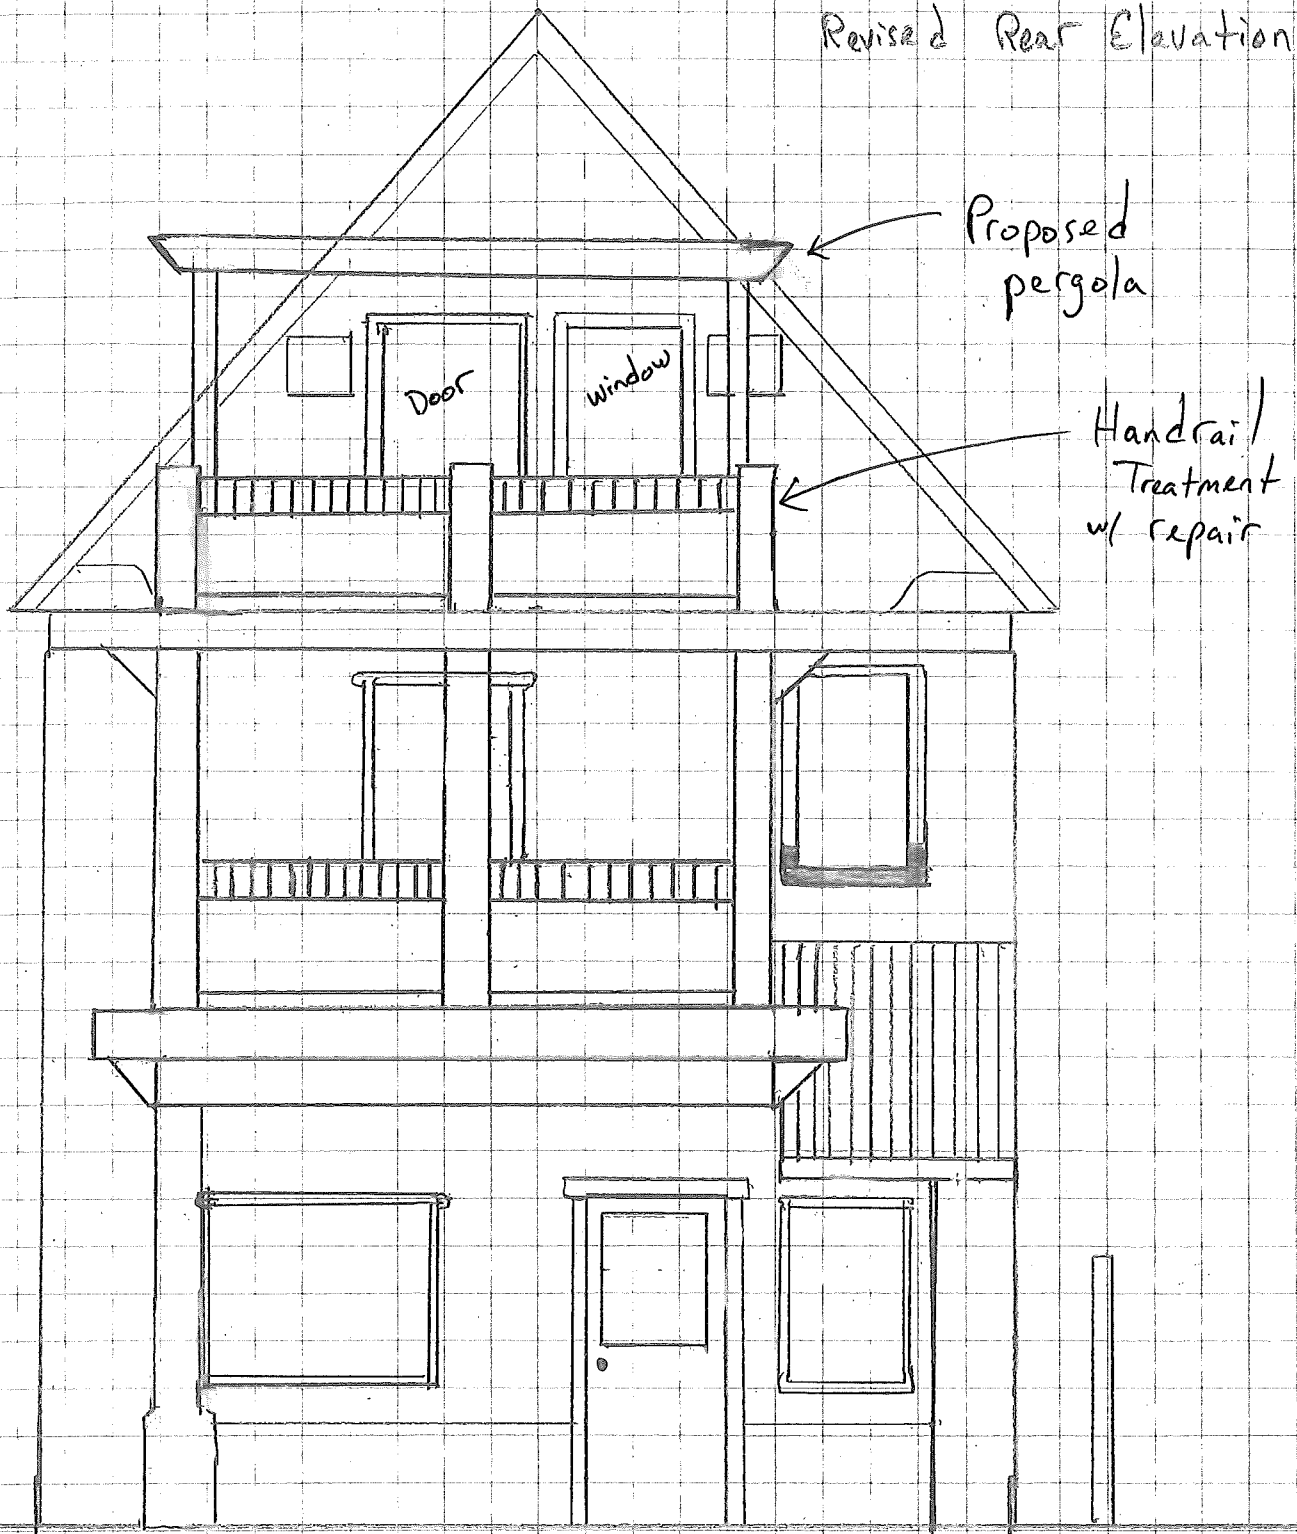 Revised Rear Elevation
Proposed
pergola
Door
window
Handrail
Treatment
w/ repair